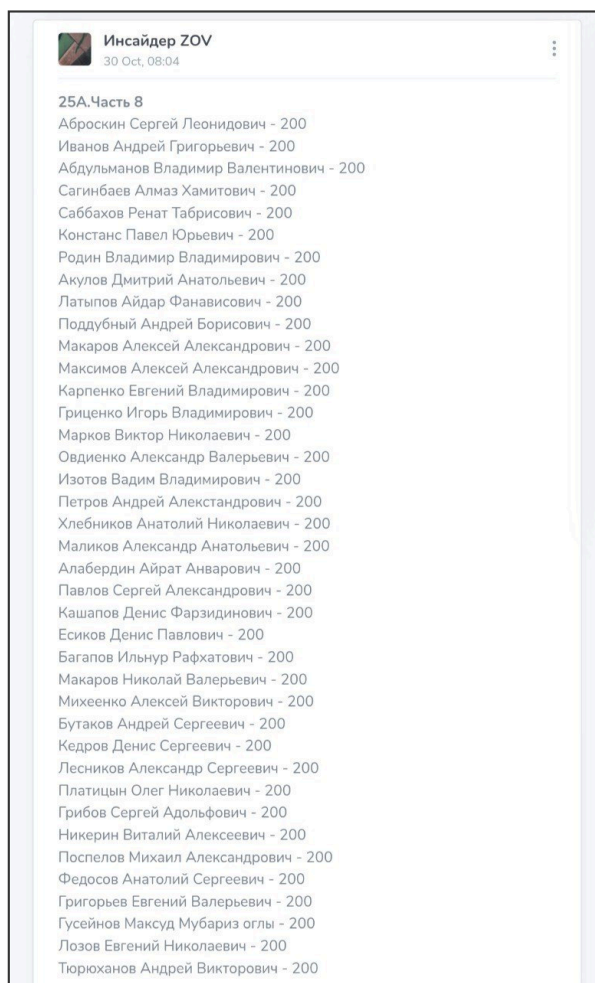 Инсайдер ZOV
30 Oct, 08:04
25А.Часть 8
Аброскин Сергей Леонидович - 200
Иванов Андрей Григорьевич - 200
Абдульманов Владимир Валентинович - 200
Сагинбаев Алмаз Хамитович - 200
Саббахов Ренат Табрисович - 200
Констанс Павел Юрьевич - 200
Родин Владимир Владимирович - 200
Акулов Дмитрий Анатольевич - 200
Латыпов Айдар Фанависович - 200
Поддубный Андрей Борисович - 200
Макаров Алексей Александрович - 200
Максимов Алексей Александрович - 200
Карпенко Евгений Владимирович - 200
Гриценко Игорь Владимирович - 200
Марков Виктор Николаевич - 200
Овдиенко Александр Валерьевич - 200
Изотов Вадим Владимирович - 200
Петров Андрей Алекстандрович - 200
Хлебников Анатолий Николаевич - 200
Маликов Александр Анатольевич - 200
Алабердин Айрат Анварович - 200
Павлов Сергей Александрович - 200
Кашапов Денис Фарзидинович - 200
Есиков Денис Павлович - 200
Багапов Ильнур Рафхатович - 200
Макаров Николай Валерьевич - 200
Михеенко Алексей Викторович - 200
Бутаков Андрей Сергеевич - 200
Кедров Денис Сергеевич - 200
Лесников Александр Сергеевич - 200
Платицын Олег Николаевич - 200
Грибов Сергей Адольфович - 200
Никерин Виталий Алексеевич - 200
Поспелов Михаил Александрович - 200
Федосов Анатолий Сергеевич - 200
Григорьев Евгений Валерьевич - 200
Гусейнов Максуд Мубариз оглы - 200
Лозов Евгений Николаевич - 200
Тюрюханов Андрей Викторович - 200